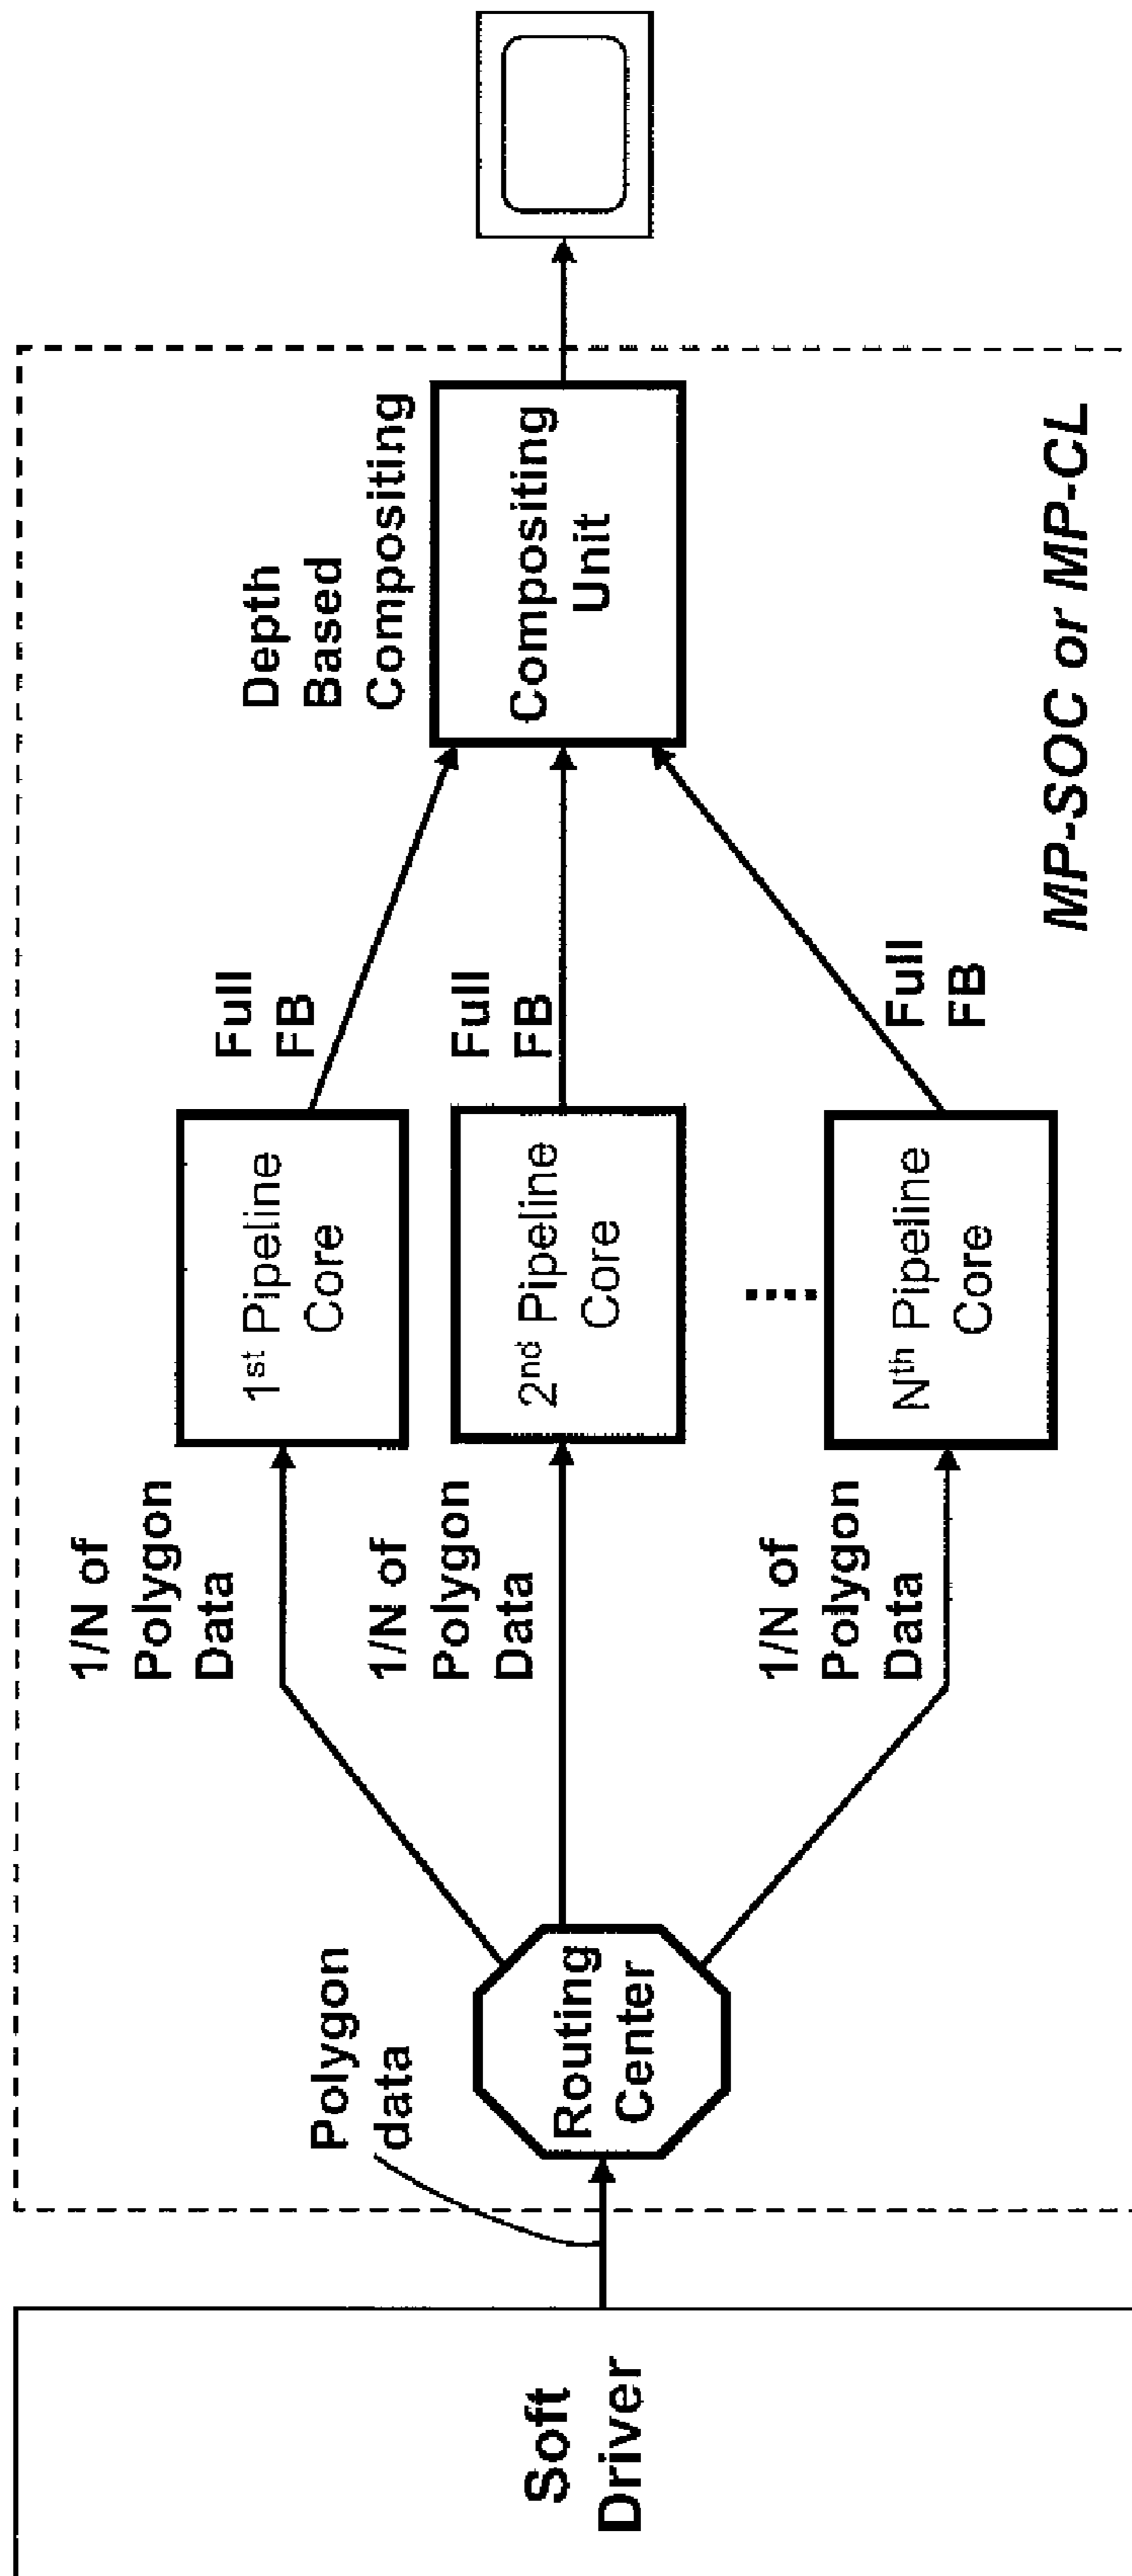 Soft
Driver
Polygon
data
Routing
Center
1/N of
Polygon
Data
1/N of
Polygon
Data
1/N of
Polygon
Data
1st Pipeline
Core
2nd Pipeline
Core
Nth Pipeline
Core
Full
FB
Full
FB
Full
FB
Depth
Based
Compositing
Compositing
Unit
MP-SOC or MP-CL